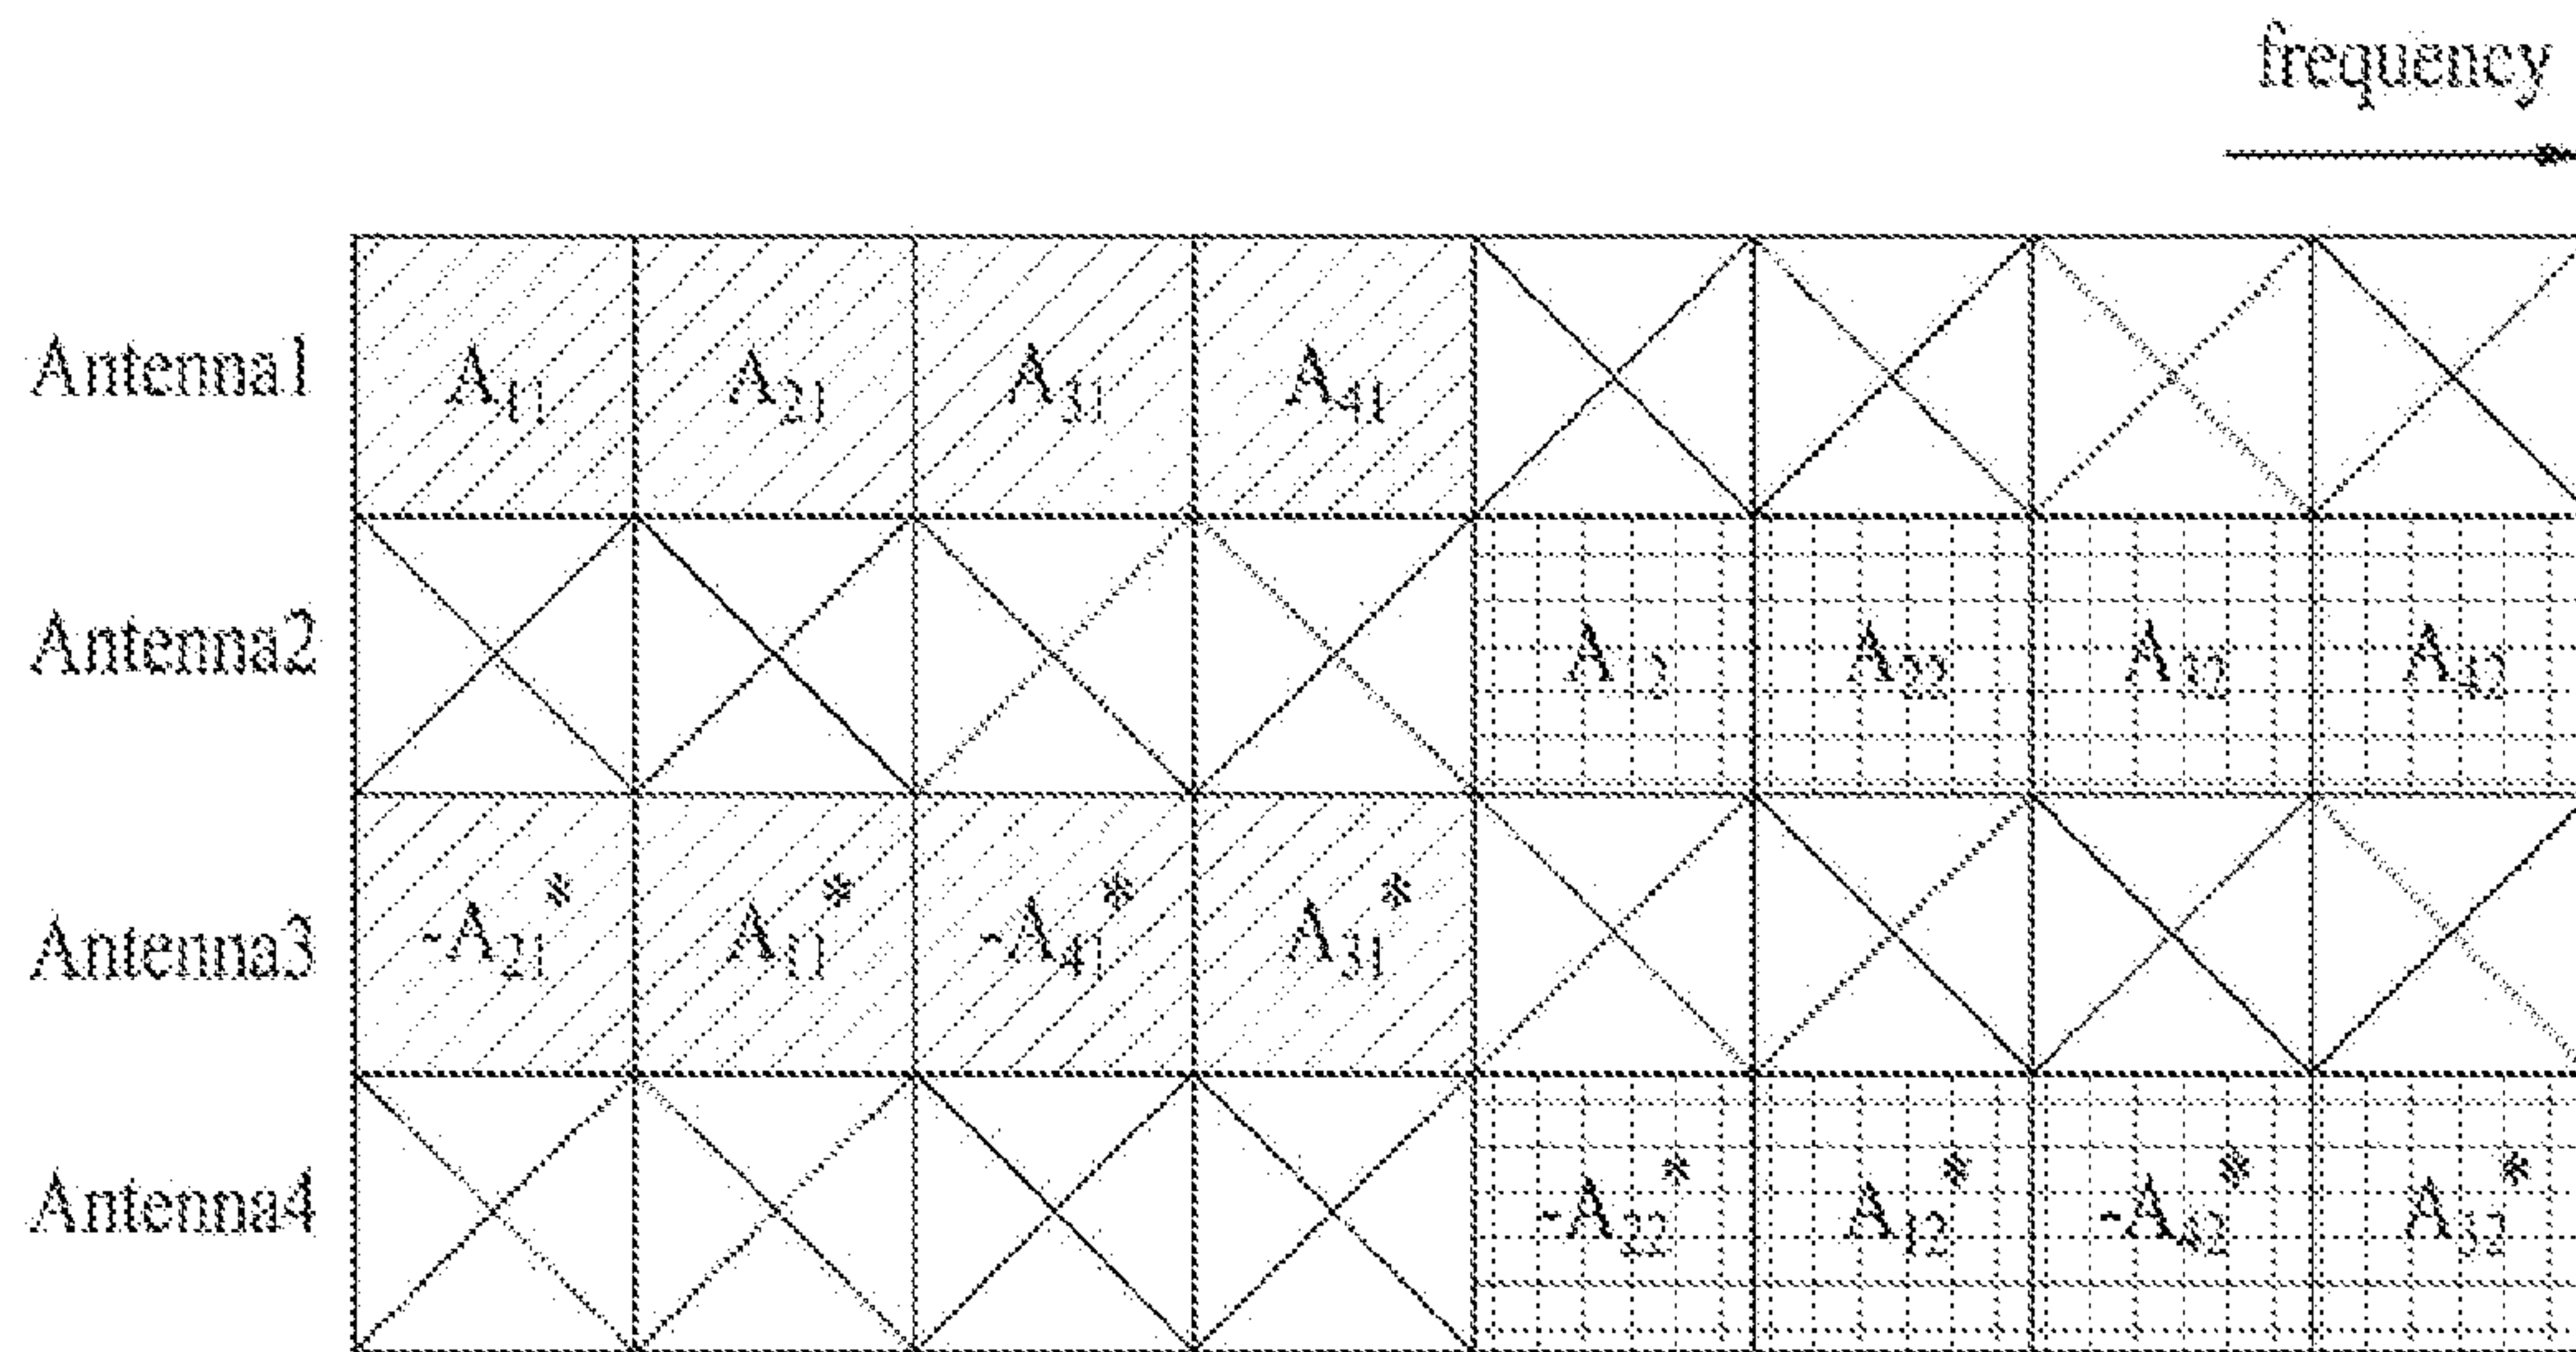 frequency
Antenna1 A11 A21 A31 A41
Antenna2 A12 A22 A32 A42
Antenna3 -A21* A11* -A41* A31*
Antenna4 -A22* A12* -A42* A32*